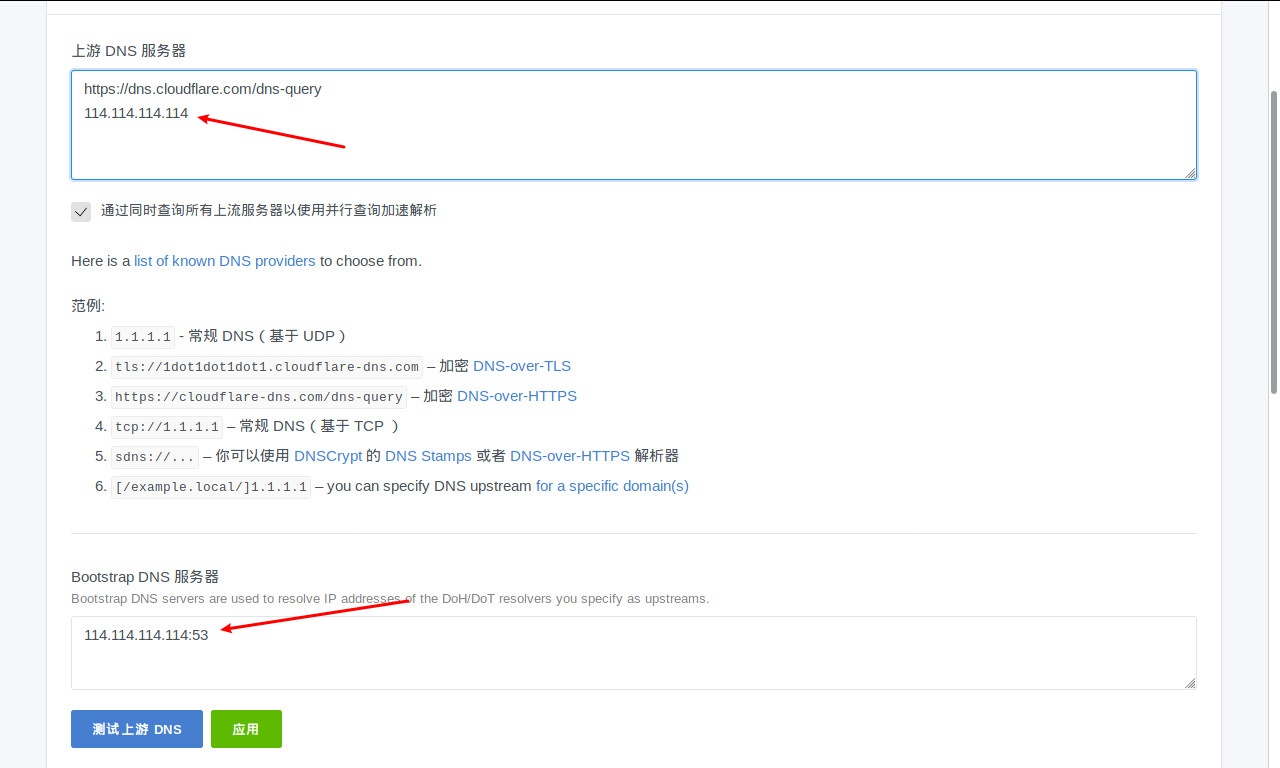 上游 DNS 服务器
https://dns.cloudflare.com/dns-query
114.114.114.114
通过同时查询所有上流服务器以使用并行查询加速解析
Here is a list of known DNS providers to choose from.
范例:
1. 1.1.1.1 - 常规 DNS（基于 UDP）
2. tls://1dot1dot1dot1.cloudflare-dns.com – 加密 DNS-over-TLS
3. https://cloudflare-dns.com/dns-query – 加密 DNS-over-HTTPS
4. tcp://1.1.1.1 – 常规 DNS（基于 TCP ）
5. sdns://... – 你可以使用 DNSCrypt 的 DNS Stamps 或者 DNS-over-HTTPS 解析器
6. [/example.local/]1.1.1.1 – you can specify DNS upstream for a specific domain(s)
Bootstrap DNS 服务器
Bootstrap DNS servers are used to resolve IP addresses of the DoH/DoT resolvers you specify as upstreams.
114.114.114.114:53
测试上游 DNS 应用